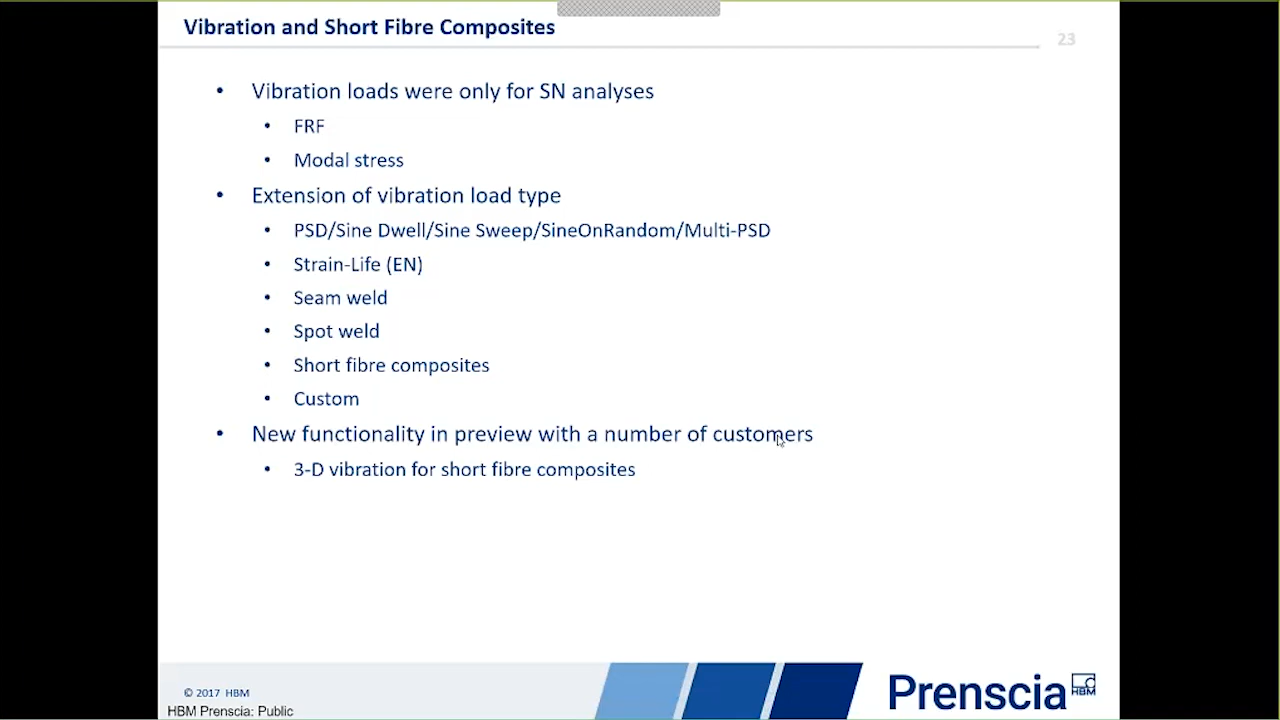 Vibration and Short Fibre Composites
23
• Vibration loads were only for SN analyses
• FRF
• Modal stress
• Extension of vibration load type
• PSD/Sine Dwell/Sine Sweep/SineOnRandom/Multi-PSD
• Strain-Life (EN)
• Seam weld
• Spot weld
• Short fibre composites
• Custom
• New functionality in preview with a number of customers
• 3-D vibration for short fibre composites
© 2017 HBM
HBM Prenscia: Public
Prenscia
HBM